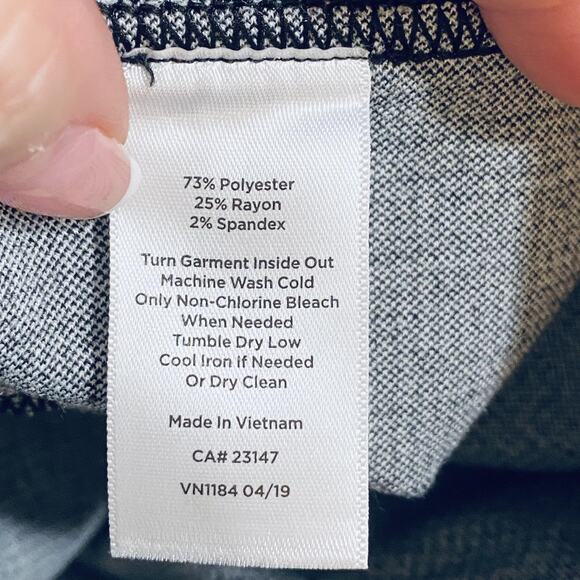 73% Polyester
25% Rayon
2% Spandex
Turn Garment Inside Out
Machine Wash Cold
Only Non-Chlorine Bleach
When Needed
Tumble Dry Low
Cool Iron if Needed
Or Dry Clean
Made In Vietnam
CA# 23147
VN1184 04/19